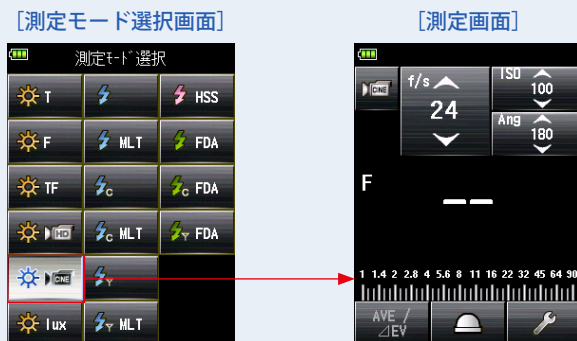 [測定モード選択画面]
測定ﾓｰﾄﾞ選択
T
HSS
F
MLT
FDA
TF
C
C FDA
HD
C MLT
Y FDA
CINE
Y
lux
Y MLT
[測定画面]
CINE
f/s
24
ISO
100
Ang
180
F
1 1.4 2 2.8 4 5.6 8 11 16 22 32 45 64 90
AVE /
⊿EV